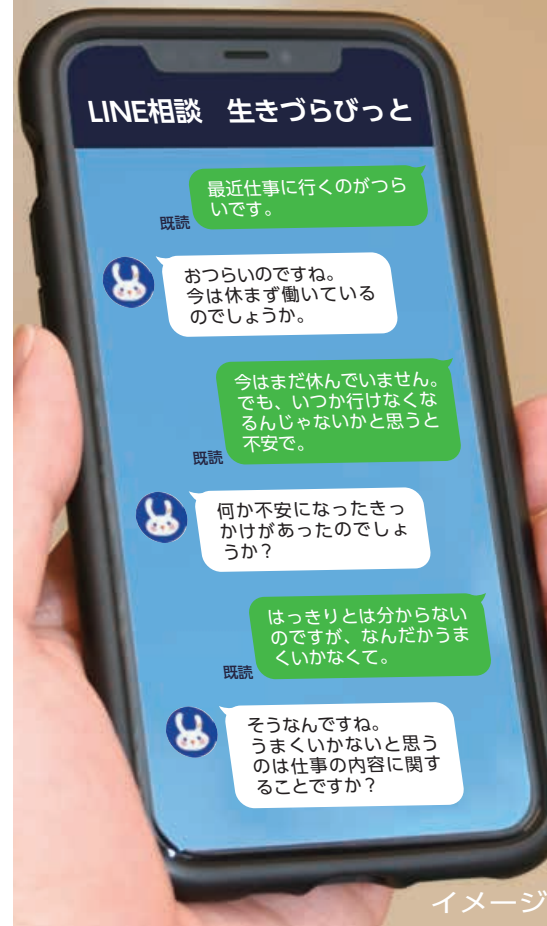 LINE相談　生きづらびっと
最近仕事に行くのがつら
いです。
既読
おつらいのですね。
今は休まず働いている
のでしょうか。
今はまだ休んでいません。
でも、いつか行けなくな
るんじゃないかと思うと
不安で。
既読
何か不安になったきっ
かけがあったのでしょ
うか？
はっきりとは分からない
のですが、なんだかうま
くいかなくて。
既読
そうなんですね。
うまくいかないと思う
のは仕事の内容に関す
ることですか？
イメージ